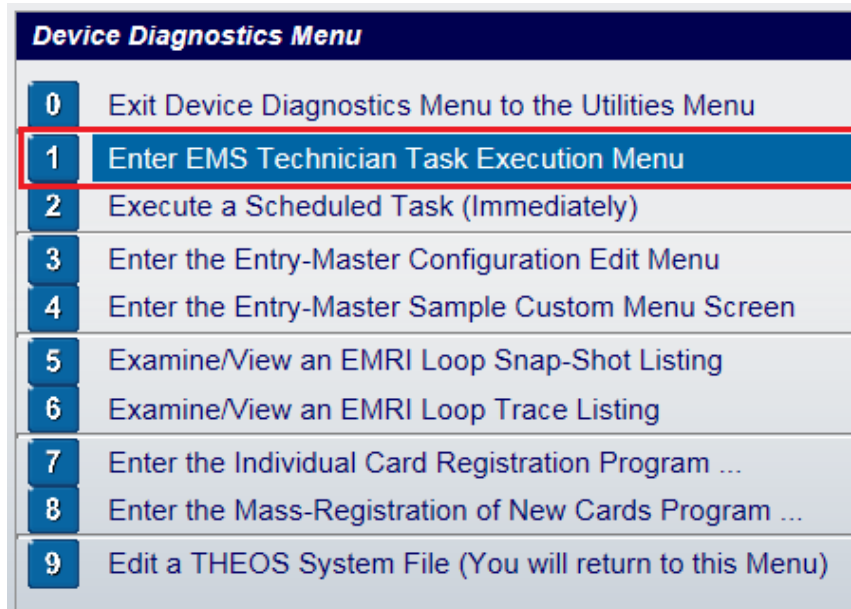 Device Diagnostics Menu
0 Exit Device Diagnostics Menu to the Utilities Menu
1 Enter EMS Technician Task Execution Menu
2 Execute a Scheduled Task (Immediately)
3 Enter the Entry-Master Configuration Edit Menu
4 Enter the Entry-Master Sample Custom Menu Screen
5 Examine/View an EMRI Loop Snap-Shot Listing
6 Examine/View an EMRI Loop Trace Listing
7 Enter the Individual Card Registration Program ...
8 Enter the Mass-Registration of New Cards Program ...
9 Edit a THEOS System File (You will return to this Menu)